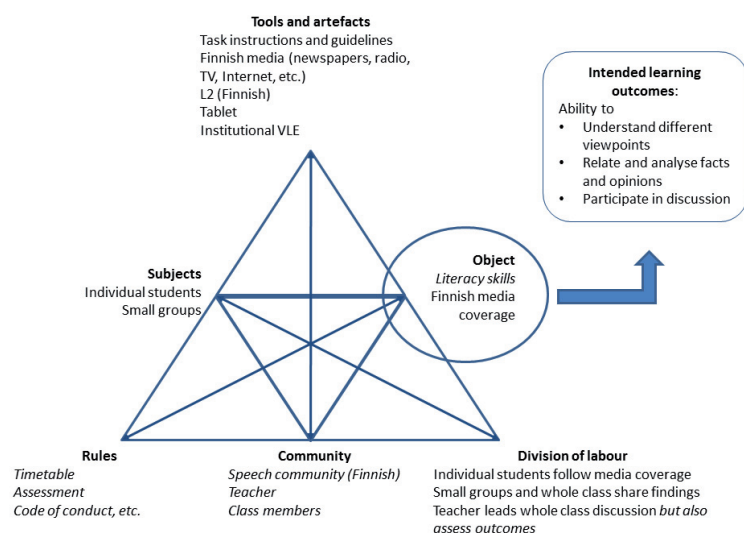 Tools and artefacts
Task instructions and guidelines
Finnish media (newspapers, radio,
TV, Internet, etc.)
L2 (Finnish)
Tablet
Institutional VLE
Intended learning
outcomes:
Ability to
• Understand different
viewpoints
• Relate and analyse facts
and opinions
• Participate in discussion
Subjects
Individual students
Small groups
Object
Literacy skills
Finnish media
coverage
Rules
Timetable
Assessment
Code of conduct, etc.
Community
Speech community (Finnish)
Teacher
Class members
Division of labour
Individual students follow media coverage
Small groups and whole class share findings
Teacher leads whole class discussion but also
assess outcomes